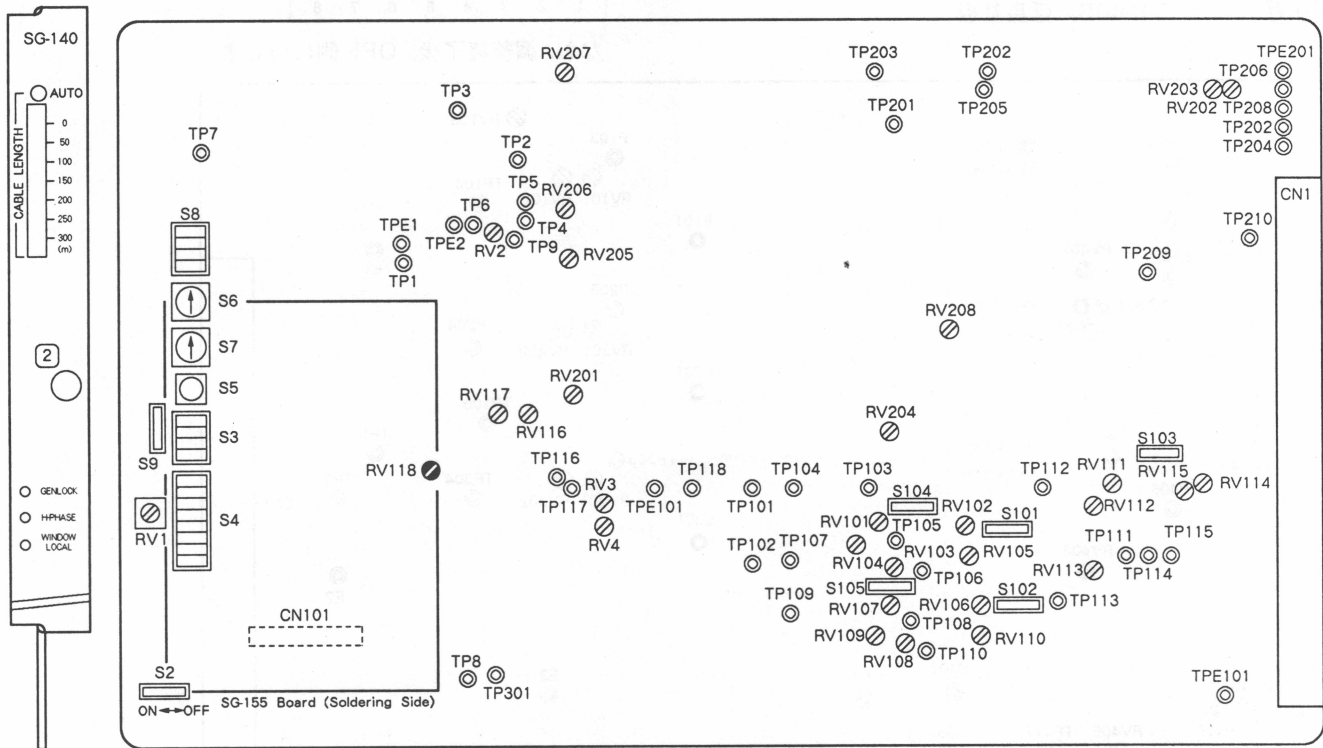 SG-140
AUTO
CABLE LENGTH
0
50
100
150
200
250
300
(m)
2
GENLOCK
H-PHASE
WINDOW
LOCAL
RV207
TP203
TP202
TPE201
TP206
RV203
TP205
RV202
TP208
TP202
TP204
TP3
TP201
TP7
TP2
TP5
RV206
CN1
S8
TP6
TPE1
TP4
TP210
TPE2
RV2
TP9
RV205
TP209
TP1
S6
RV208
S7
S5
RV201
RV117
RV116
RV204
S3
S103
S9
RV118
TP116
TP118
TP104
TP103
TP112
RV111
RV115
RV114
RV3
S104
TP117
TPE101
TP101
RV102
S101
RV112
S4
RV101
TP105
RV1
RV4
TP102
TP107
RV103
RV105
TP111
TP115
RV104
TP106
RV113
TP114
S105
TP109
RV107
RV106
S102
TP113
CN101
TP108
RV109
RV110
RV108
TP110
S2
TP8
TP301
TPE101
ON OFF
SG-155 Board (Soldering Side)